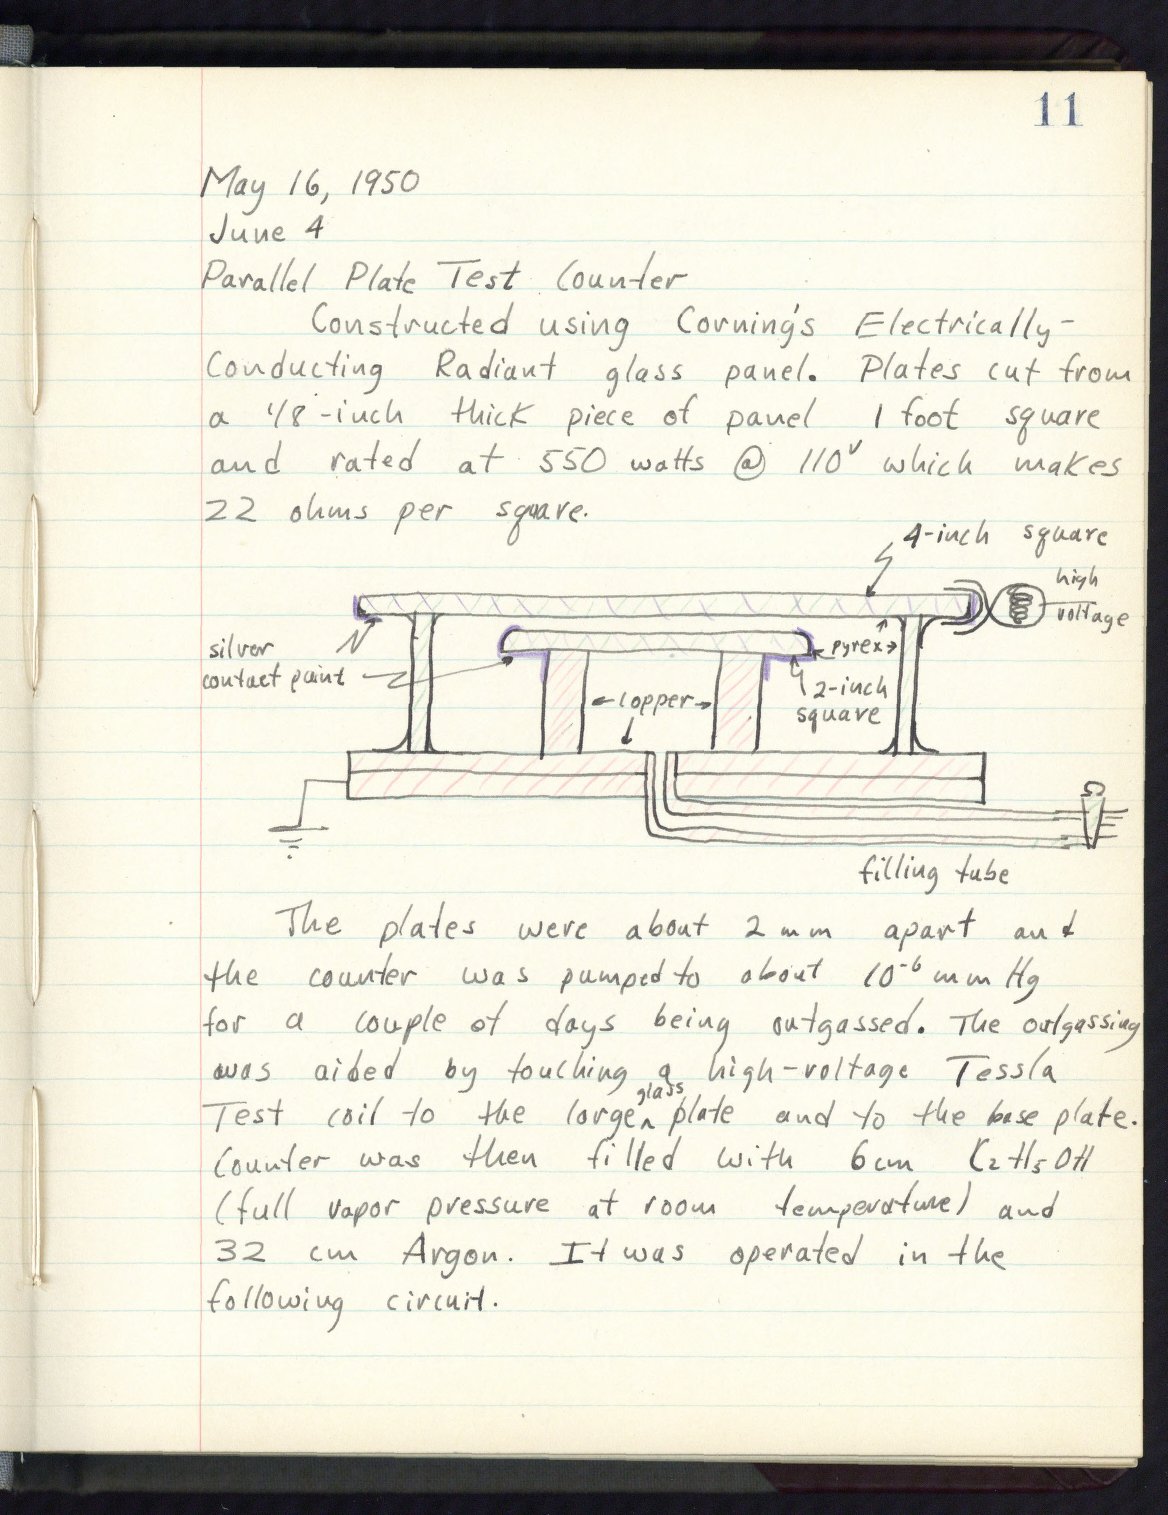 11
May 16, 1950
June 4
Parallel Plate Test Counter
Constructed using Corning's Electrically-
Conducting Radiant glass panel. Plates cut from
a 1/8-inch thick piece of panel 1 foot square
and rated at 550 watts @ 110v which makes
22 ohms per square.
4-inch square
high
voltage
silver
contact paint
pyrex
2-inch
square
copper
filling tube
The plates were about 2 mm apart and
the counter was pumped to about 10-6 mm Hg
for a couple of days being outgassed. The outgassing
was aided by touching a high-voltage Tessla
Test coil to the large glass plate and to the base plate.
Counter was then filled with 6cm C2H5OH
(full vapor pressure at room temperature) and
32 cm Argon. It was operated in the
following circuit.